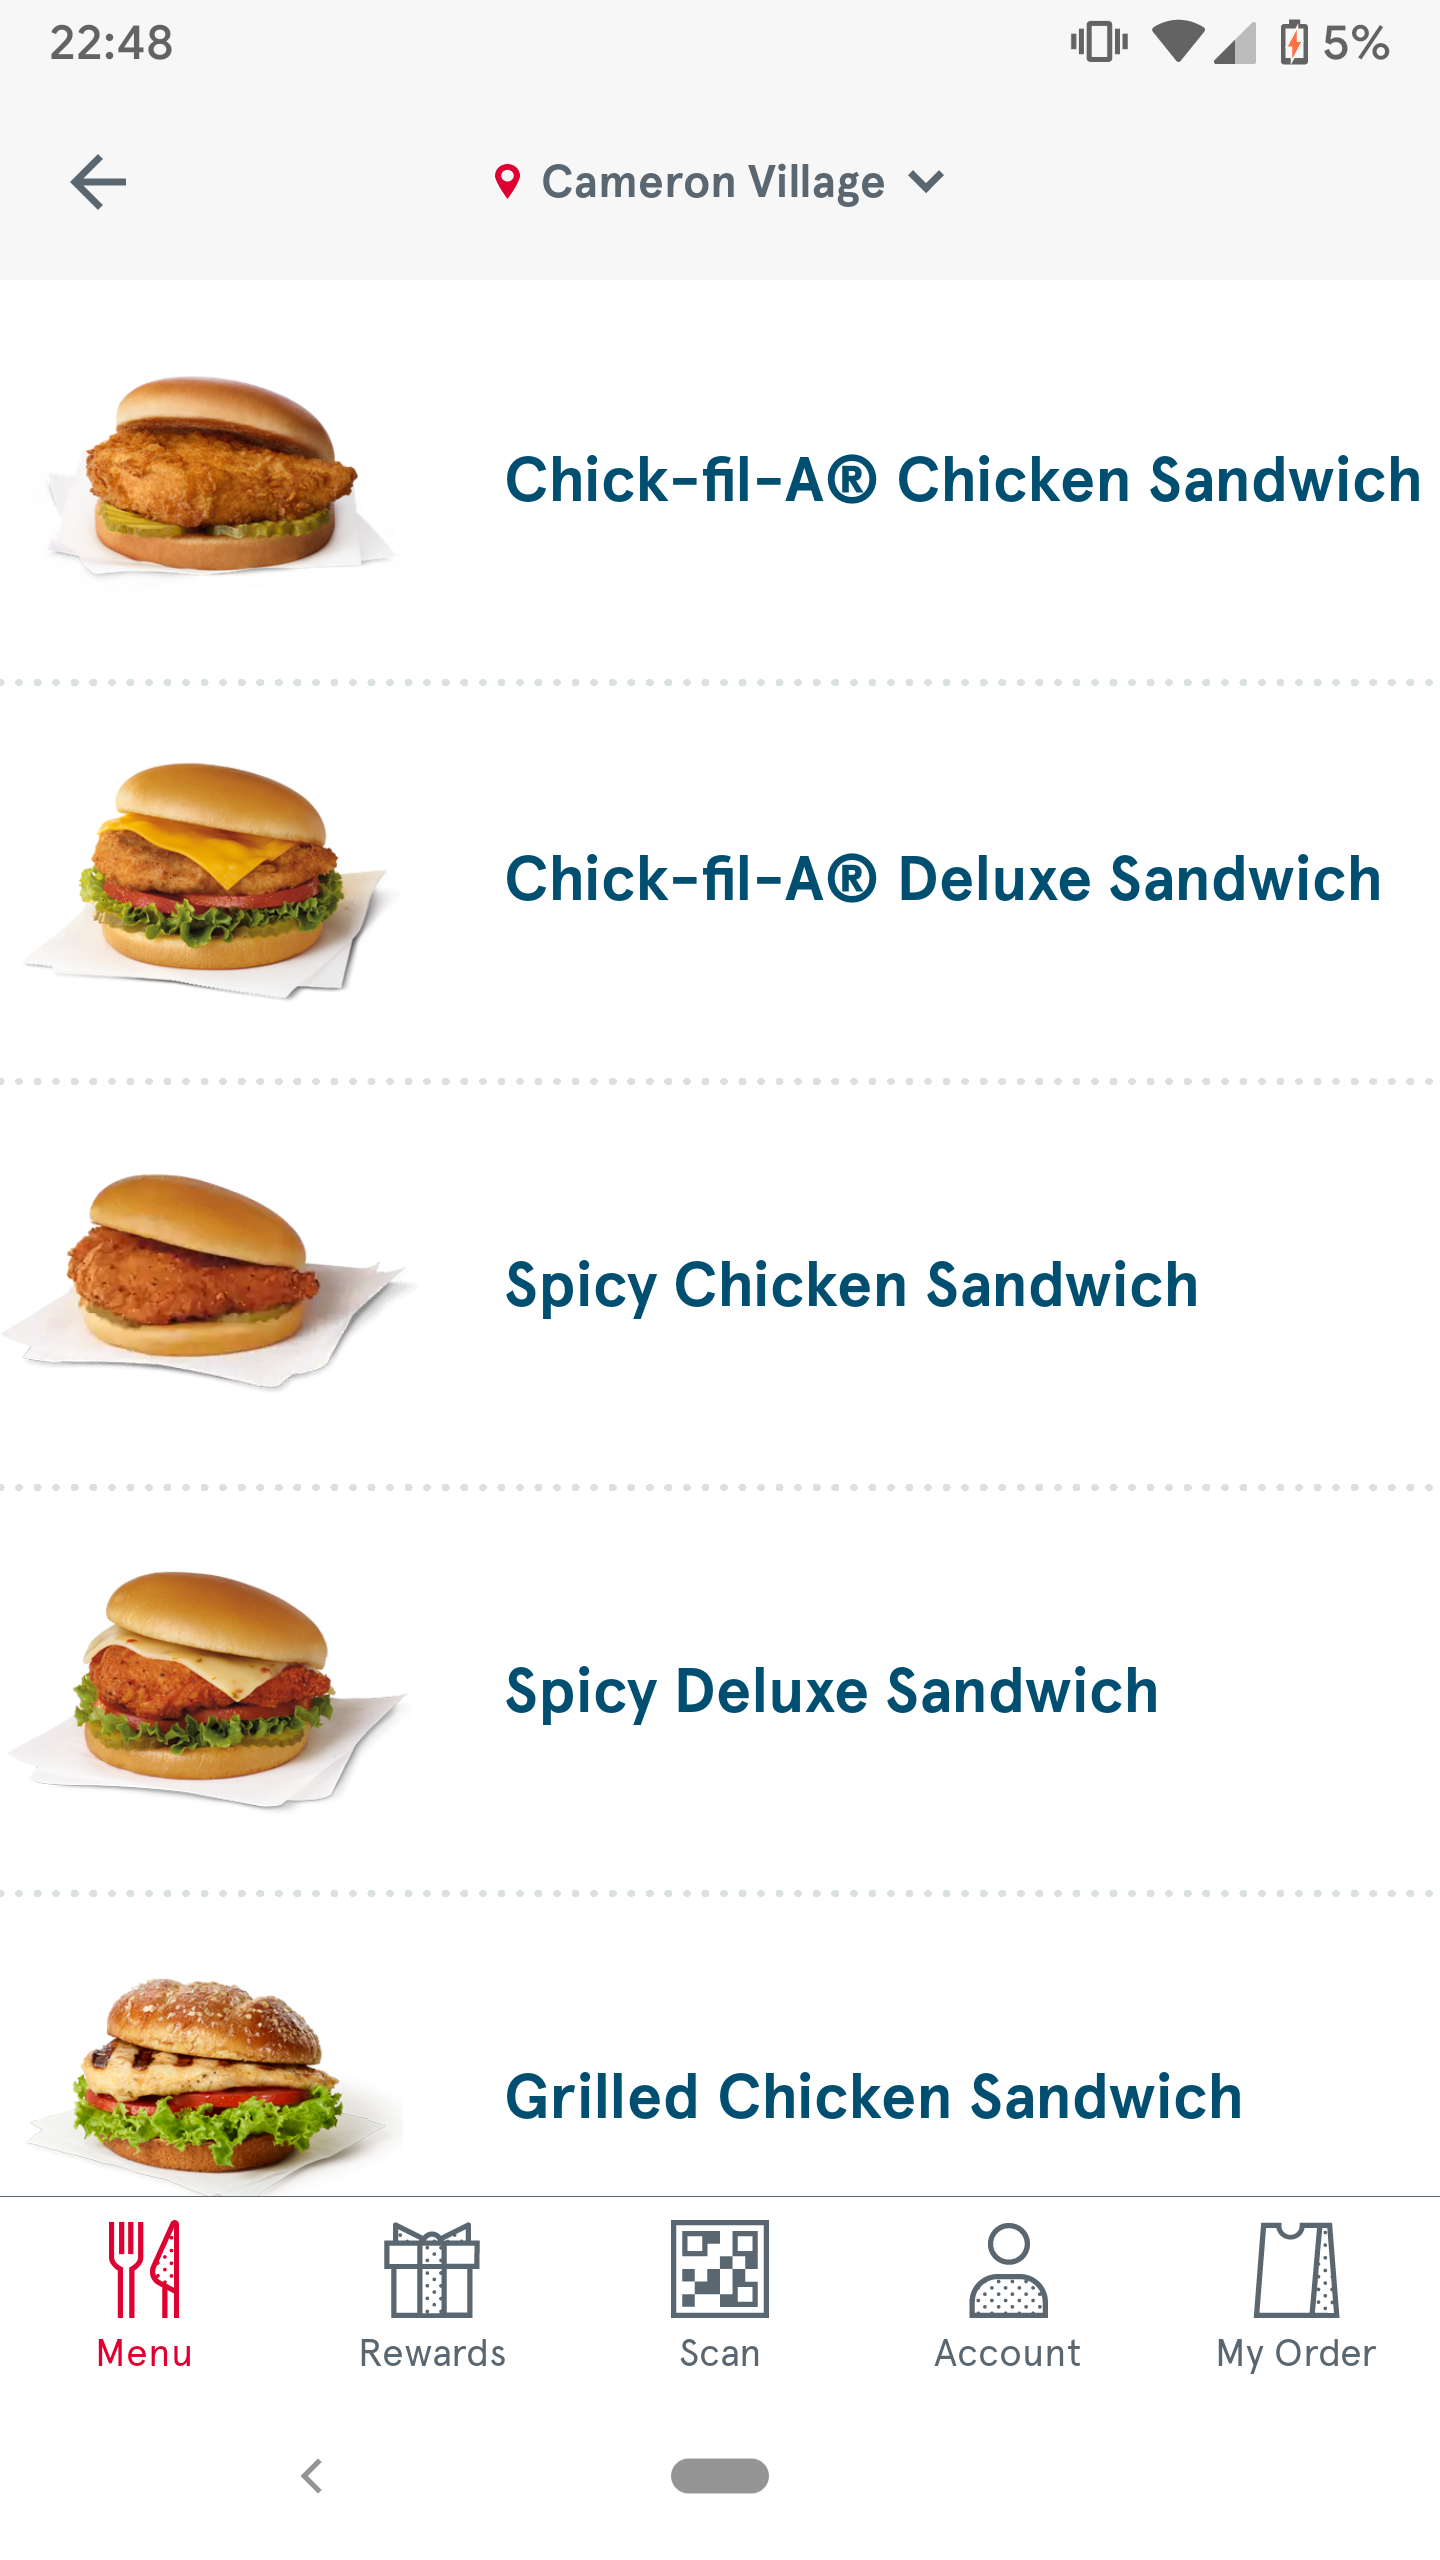 22:48
5%
Cameron Village
Chick-fil-A® Chicken Sandwich
Chick-fil-A® Deluxe Sandwich
Spicy Chicken Sandwich
Spicy Deluxe Sandwich
Grilled Chicken Sandwich
Menu
Rewards
Scan
Account
My Order